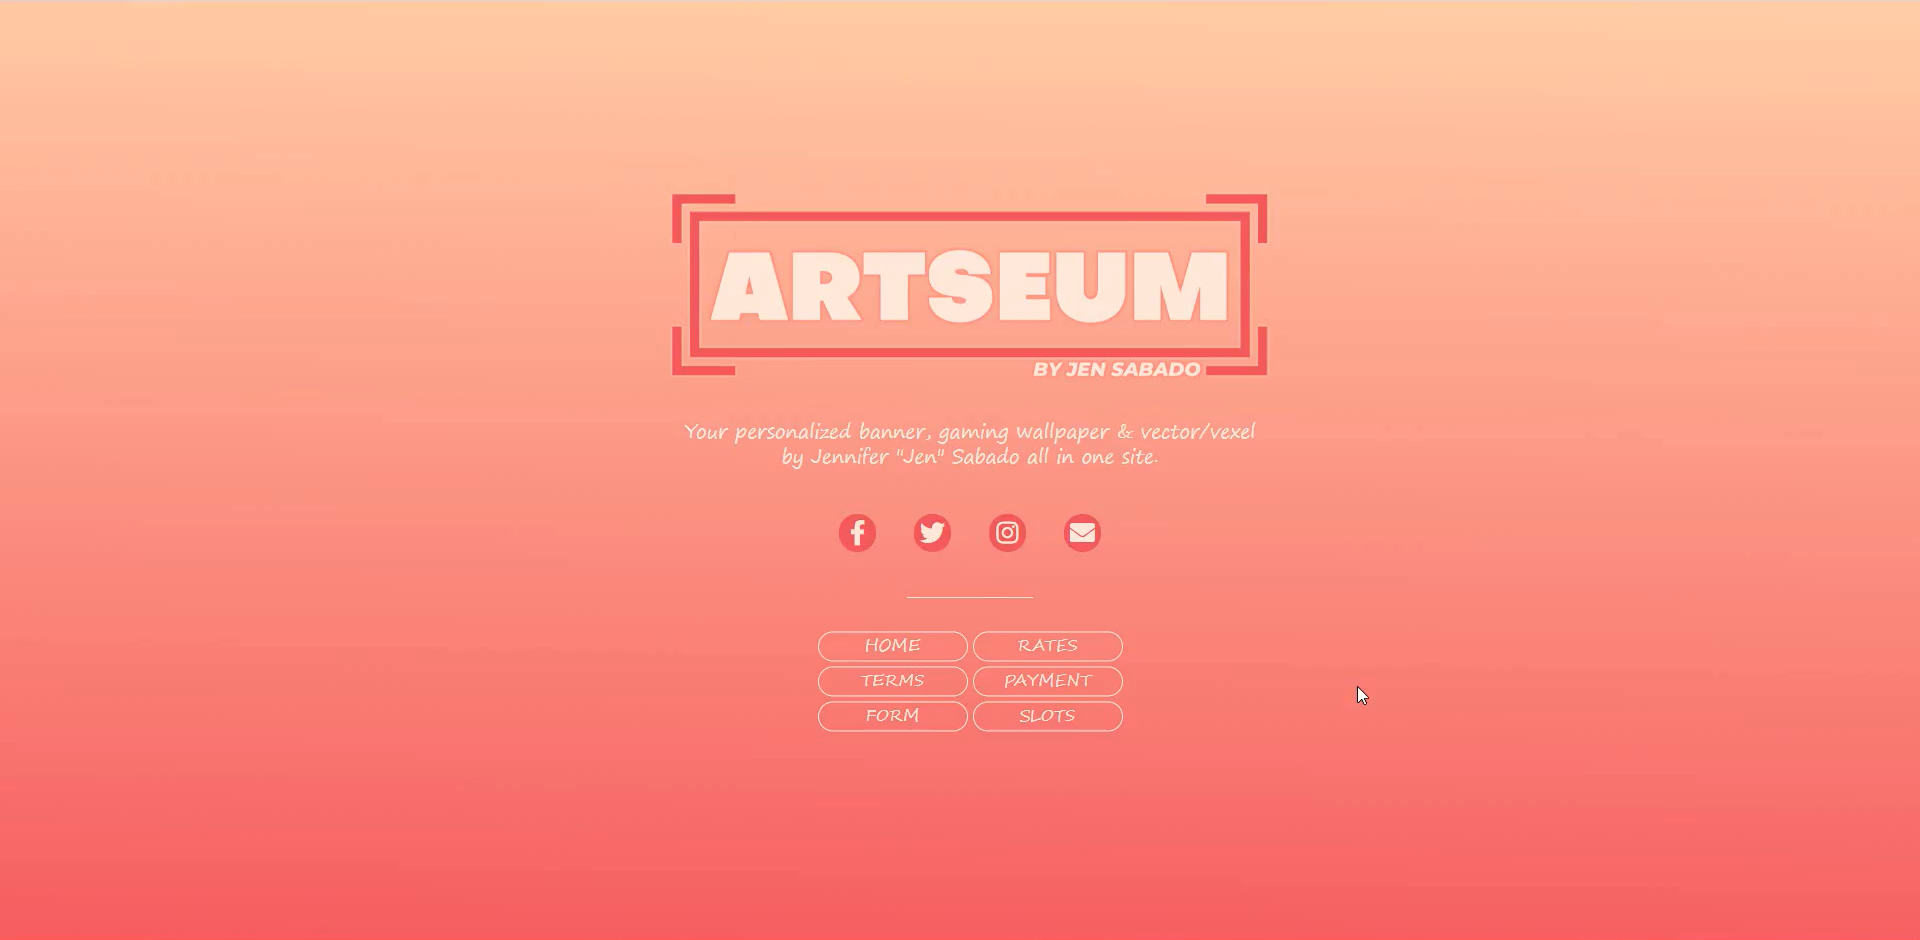 ARTSEUM
BY JEN SABADO
Your personalized banner, gaming wallpaper & vector/vexel
by Jennifer "Jen" Sabado all in one site.
HOME
RATES
TERMS
PAYMENT
FORM
SLOTS